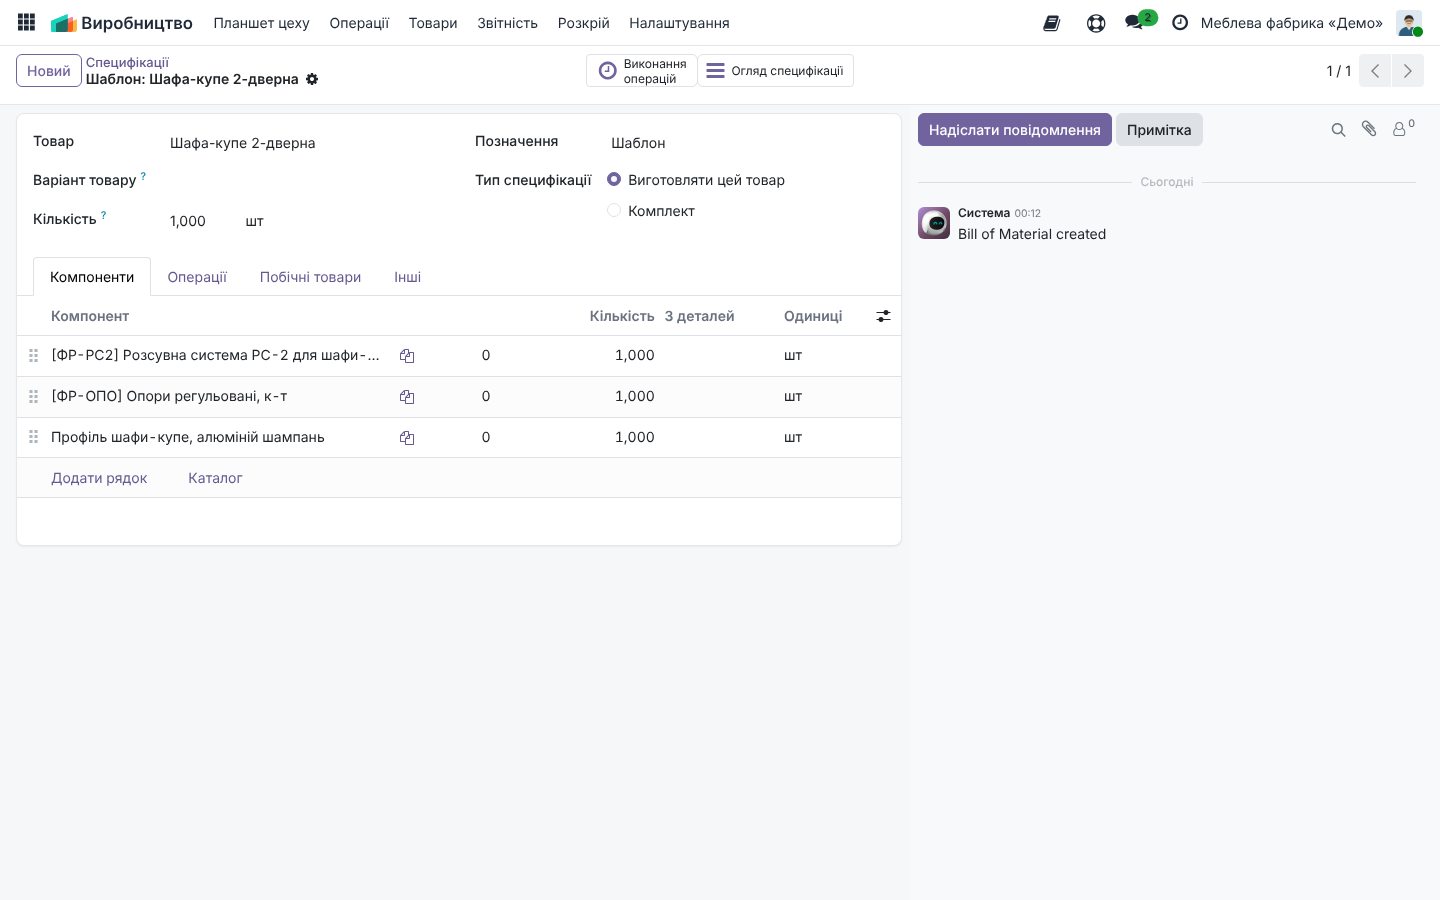 Виробництво Планшет цеху Операції Товари Звітність Розкрій Налаштування 2 Меблева фабрика «Демо»
Новий
Специфікації
Шаблон: Шафа-купе 2-дверна
Виконання
операцій
Огляд специфікації
1 / 1
Товар Шафа-купе 2-дверна
Варіант товару ?
Кількість ? 1,000 шт
Позначення Шаблон
Тип специфікації Виготовляти цей товар
Комплект
Компоненти Операції Побічні товари Інші
Компонент Кількість З деталей Одиниці
[ФР-РС2] Розсувна система РС-2 для шафи-... 0 1,000 шт
[ФР-ОПО] Опори регульовані, к-т 0 1,000 шт
Профіль шафи-купе, алюміній шампань 0 1,000 шт
Додати рядок Каталог
Надіслати повідомлення Примітка 0
Сьогодні
Система 00:12
Bill of Material created